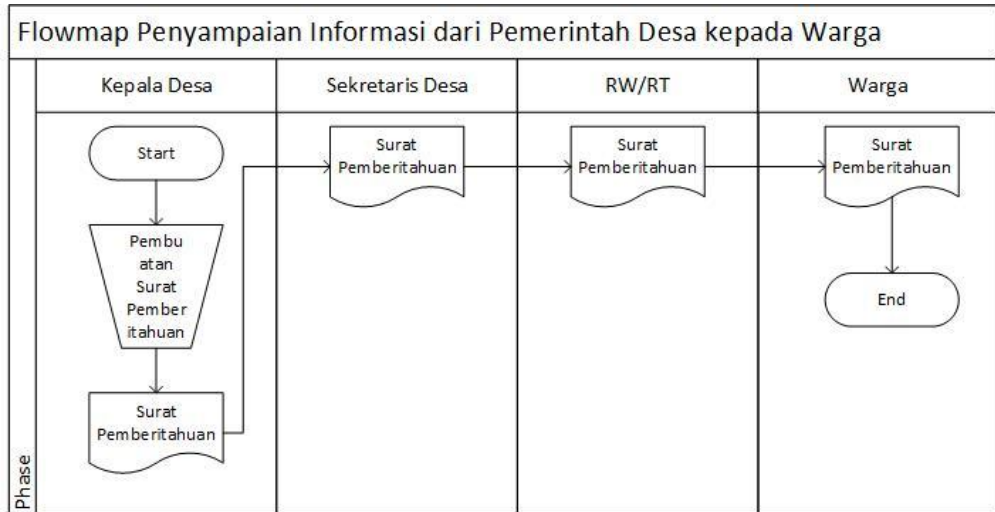 Flowmap Penyampaian Informasi dari Pemerintah Desa kepada Warga
Kepala Desa
Sekretaris Desa
RW/RT
Warga
Start
Pembu
atan
Surat
Pember
itahuan
Surat
Pemberitahuan
Surat
Pemberitahuan
Surat
Pemberitahuan
Surat
Pemberitahuan
End
Phase